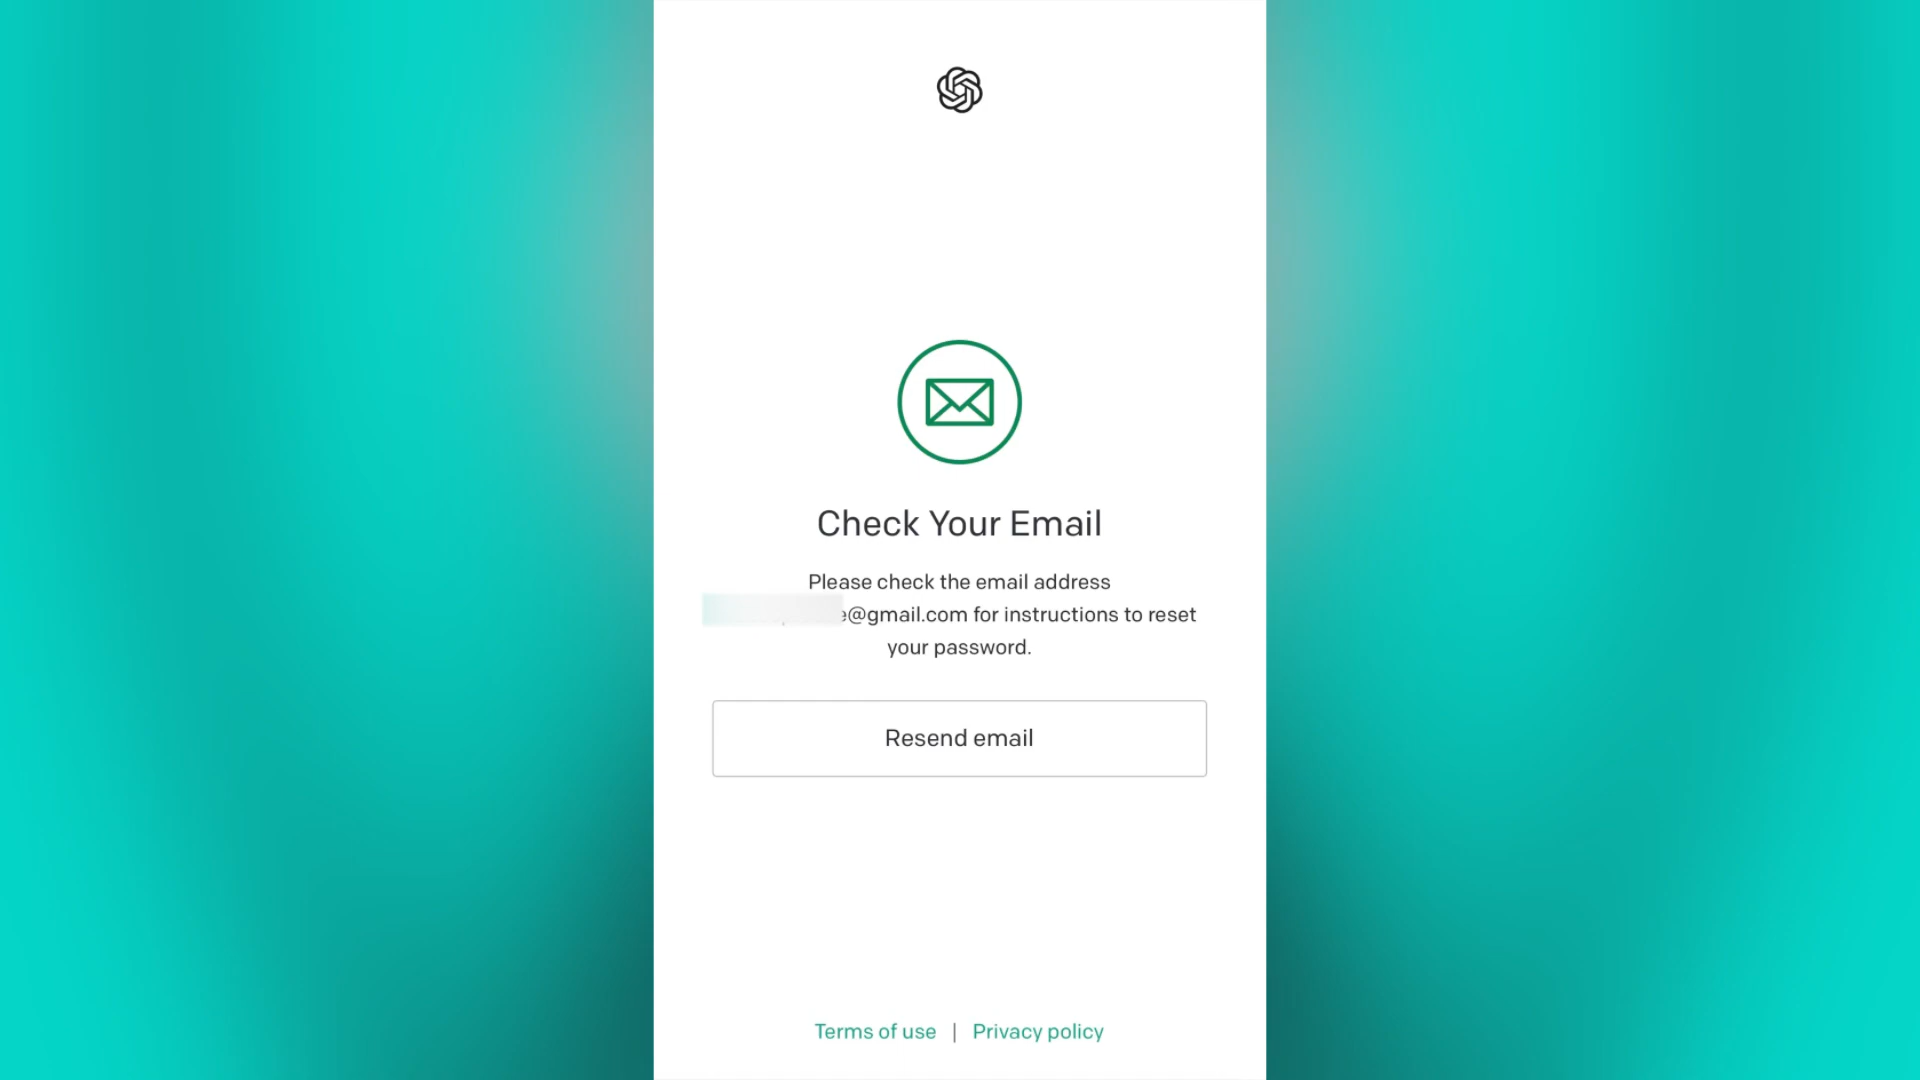 Check Your Email
Please check the email address
@gmail.com for instructions to reset
your password.
Resend email
Terms of use | Privacy policy